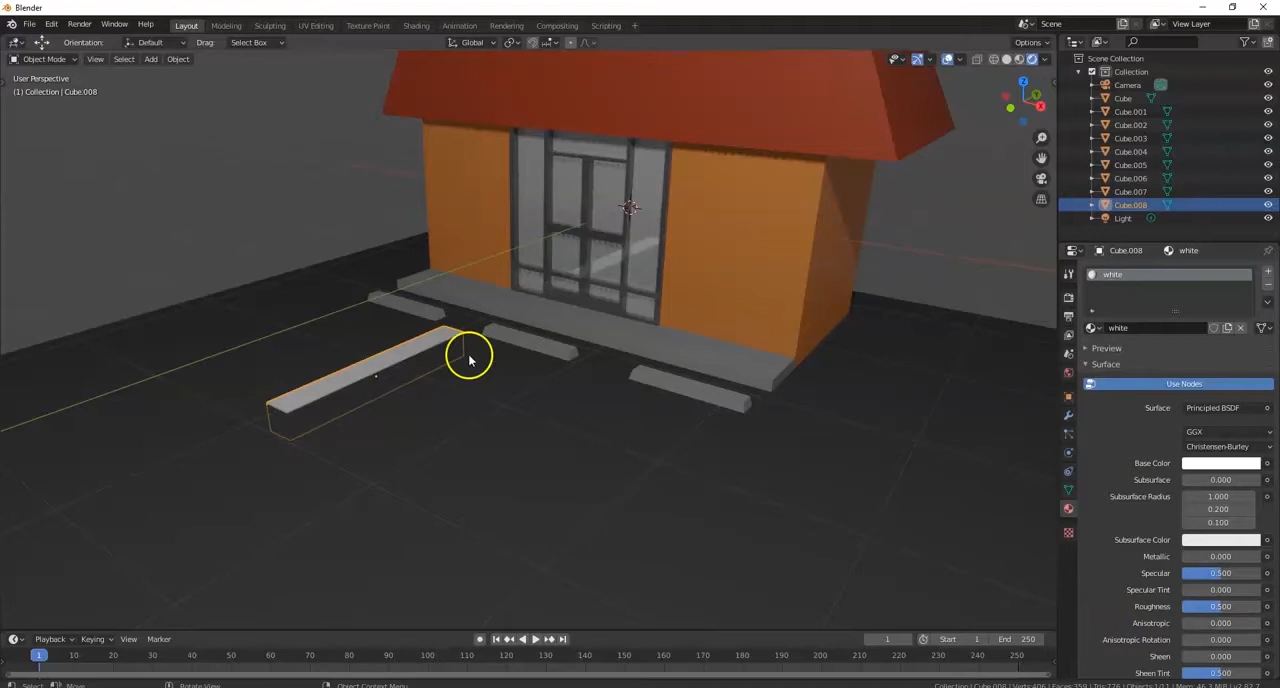 Blender
File Edit Render Window Help Layout Modeling Sculpting UV Editing Texture Paint Shading Animation Rendering Compositing Scripting + Scene View Layer
Orientation: Default Drag: Select Box Global Options
Object Mode View Select Add Object
User Perspective
(1) Collection | Cube.008
Scene Collection
Collection
Camera
Cube
Cube.001
Cube.002
Cube.003
Cube.004
Cube.005
Cube.006
Cube.007
Cube.008
Light
Cube.008 white
white
white
Preview
Surface
Use Nodes
Surface Principled BSDF
GGX
Christensen-Burley
Base Color
Subsurface 0.000
Subsurface Radius 1.000
0.200
0.100
Subsurface Color
Metallic 0.000
Specular 0.500
Specular Tint 0.000
Roughness 0.500
Anisotropic 0.000
Anisotropic Rotation 0.000
Sheen 0.000
Sheen Tint 0.500
Playback Keying View Marker 1 Start 1 End 250
1 10 20 30 40 50 60 70 80 90 100 110 120 130 140 150 160 170 180 190 200 210 220 230 240 250
Select Box Move Rotate View Object Context Menu